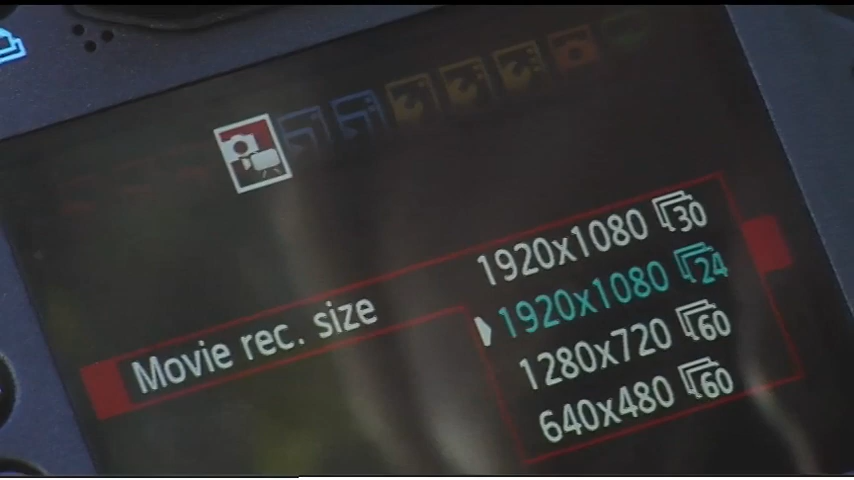 1920x1080 30
Movie rec. size
1920x1080 24
1280x720 60
640x480 60